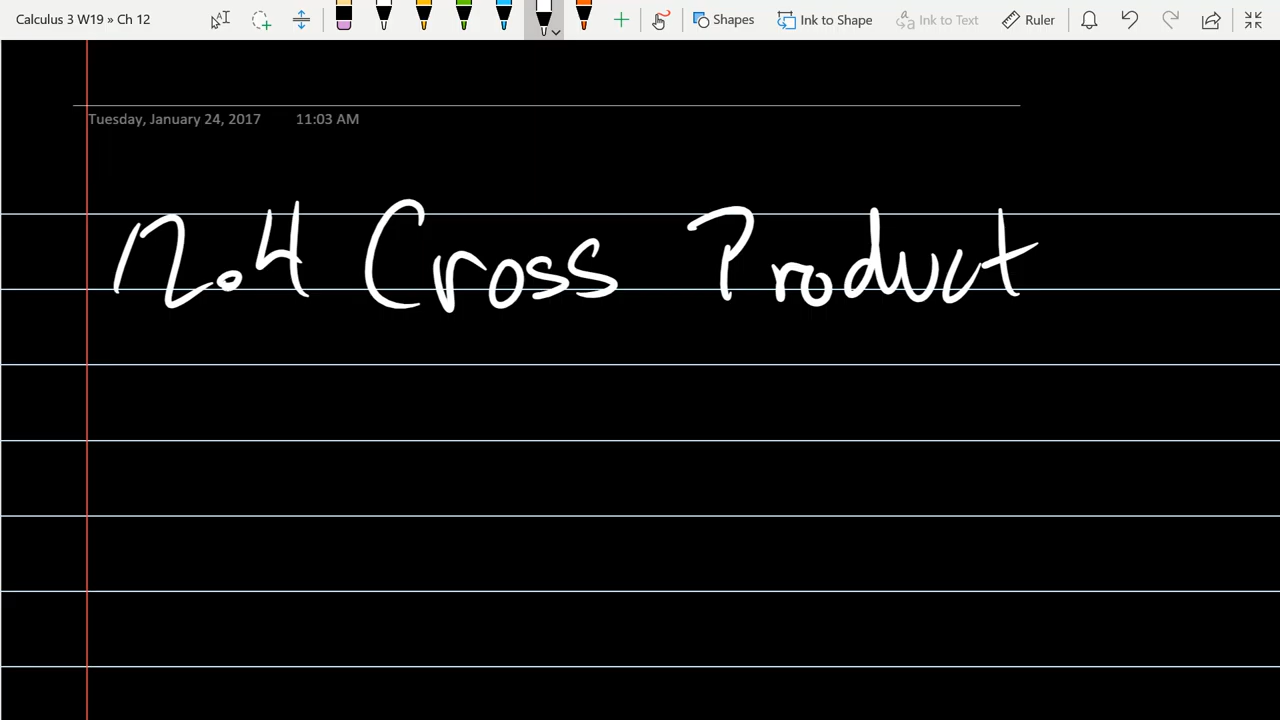 Calculus 3 W19 » Ch 12
Shapes
Ink to Shape
Ink to Text
Ruler
Tuesday, January 24, 2017 11:03 AM
12.4 Cross Product